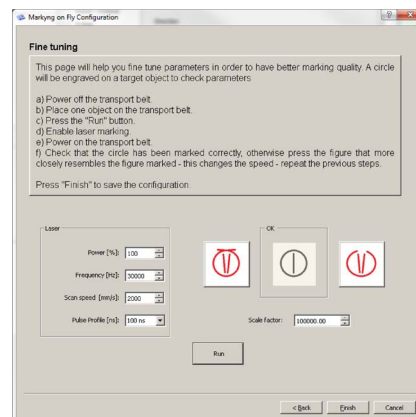 Markyng on Fly Configuration
Fine tuning
This page will help you fine tune parameters in order to have better marking quality. A circle
will be engraved on a target object to check parameters
a) Power off the transport belt.
b) Place one object on the transport belt.
c) Press the "Run" button.
d) Enable laser marking.
e) Power on the transport belt.
f) Check that the circle has been marked correctly, otherwise press the figure that more
closely resembles the figure marked - this changes the speed - repeat the previous steps.
Press "Finish" to save the configuration
Laser
OK
Power [%]: 100
Frequency [Hz]: 30000
Scan speed [mm/s]: 2000
Pulse Profile [ns]: 100 ns
Scale factor: 100000.00
Run
< Back
Finish
Cancel